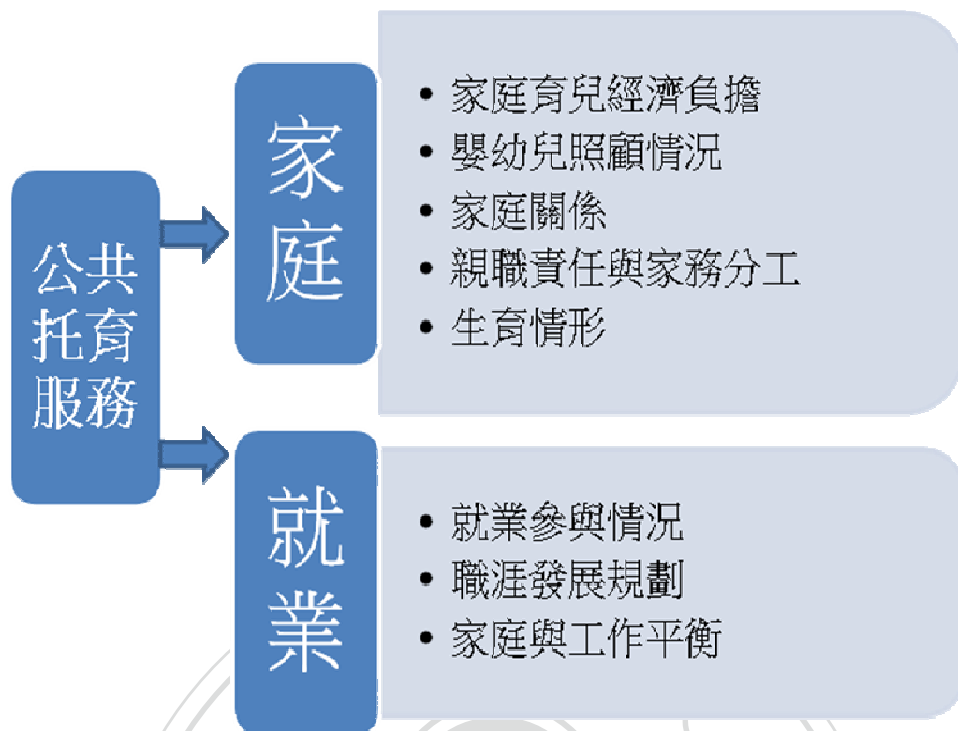 公共
托育
服務
家
庭
• 家庭育兒經濟負擔
• 嬰幼兒照顧情況
• 家庭關係
• 親職責任與家務分工
• 生育情形
就
業
• 就業參與情況
• 職涯發展規劃
• 家庭與工作平衡